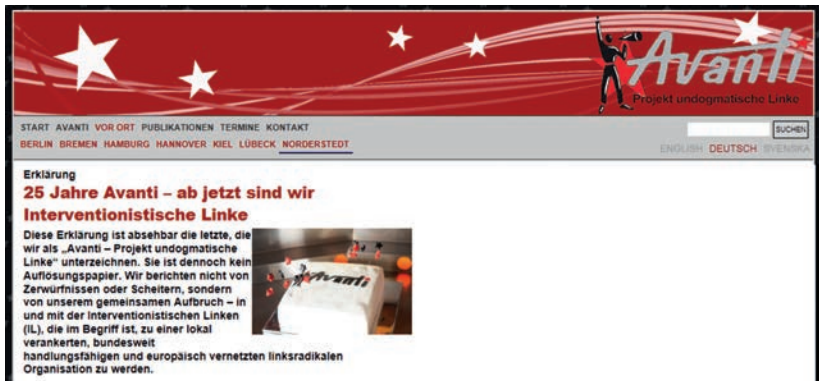 Avanti
Projekt undogmatische Linke
START AVANTI VOR ORT PUBLIKATIONEN TERMINE KONTAKT
SUCHEN
BERLIN BREMEN HAMBURG HANNOVER KIEL LÜBECK NORDERSTEDT
ENGLISH DEUTSCH SVENSKA
Erklärung
25 Jahre Avanti – ab jetzt sind wir
Interventionistische Linke
Diese Erklärung ist absehbar die letzte, die
wir als „Avanti – Projekt undogmatische
Linke“ unterzeichnen. Sie ist dennoch kein
Auflösungspapier. Wir berichten nicht von
Zerwürfnissen oder Scheitern, sondern
von unserem gemeinsamen Aufbruch – in
und mit der Interventionistischen Linken
(IL), die im Begriff ist, zu einer lokal
verankerten, bundesweit
handlungsfähigen und europäisch vernetzten linksradikalen
Organisation zu werden.
Avanti